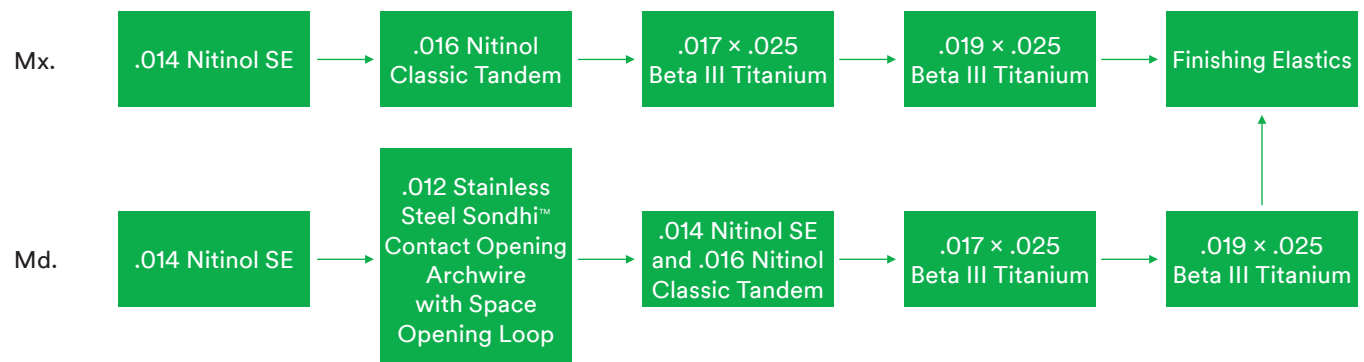 Mx.
.014 Nitinol SE
.016 Nitinol
Classic Tandem
.017 × .025
Beta III Titanium
.019 × .025
Beta III Titanium
Finishing Elastics
Md.
.014 Nitinol SE
.012 Stainless
Steel Sondhi™
Contact Opening
Archwire
with Space
Opening Loop
.014 Nitinol SE
and .016 Nitinol
Classic Tandem
.017 × .025
Beta III Titanium
.019 × .025
Beta III Titanium